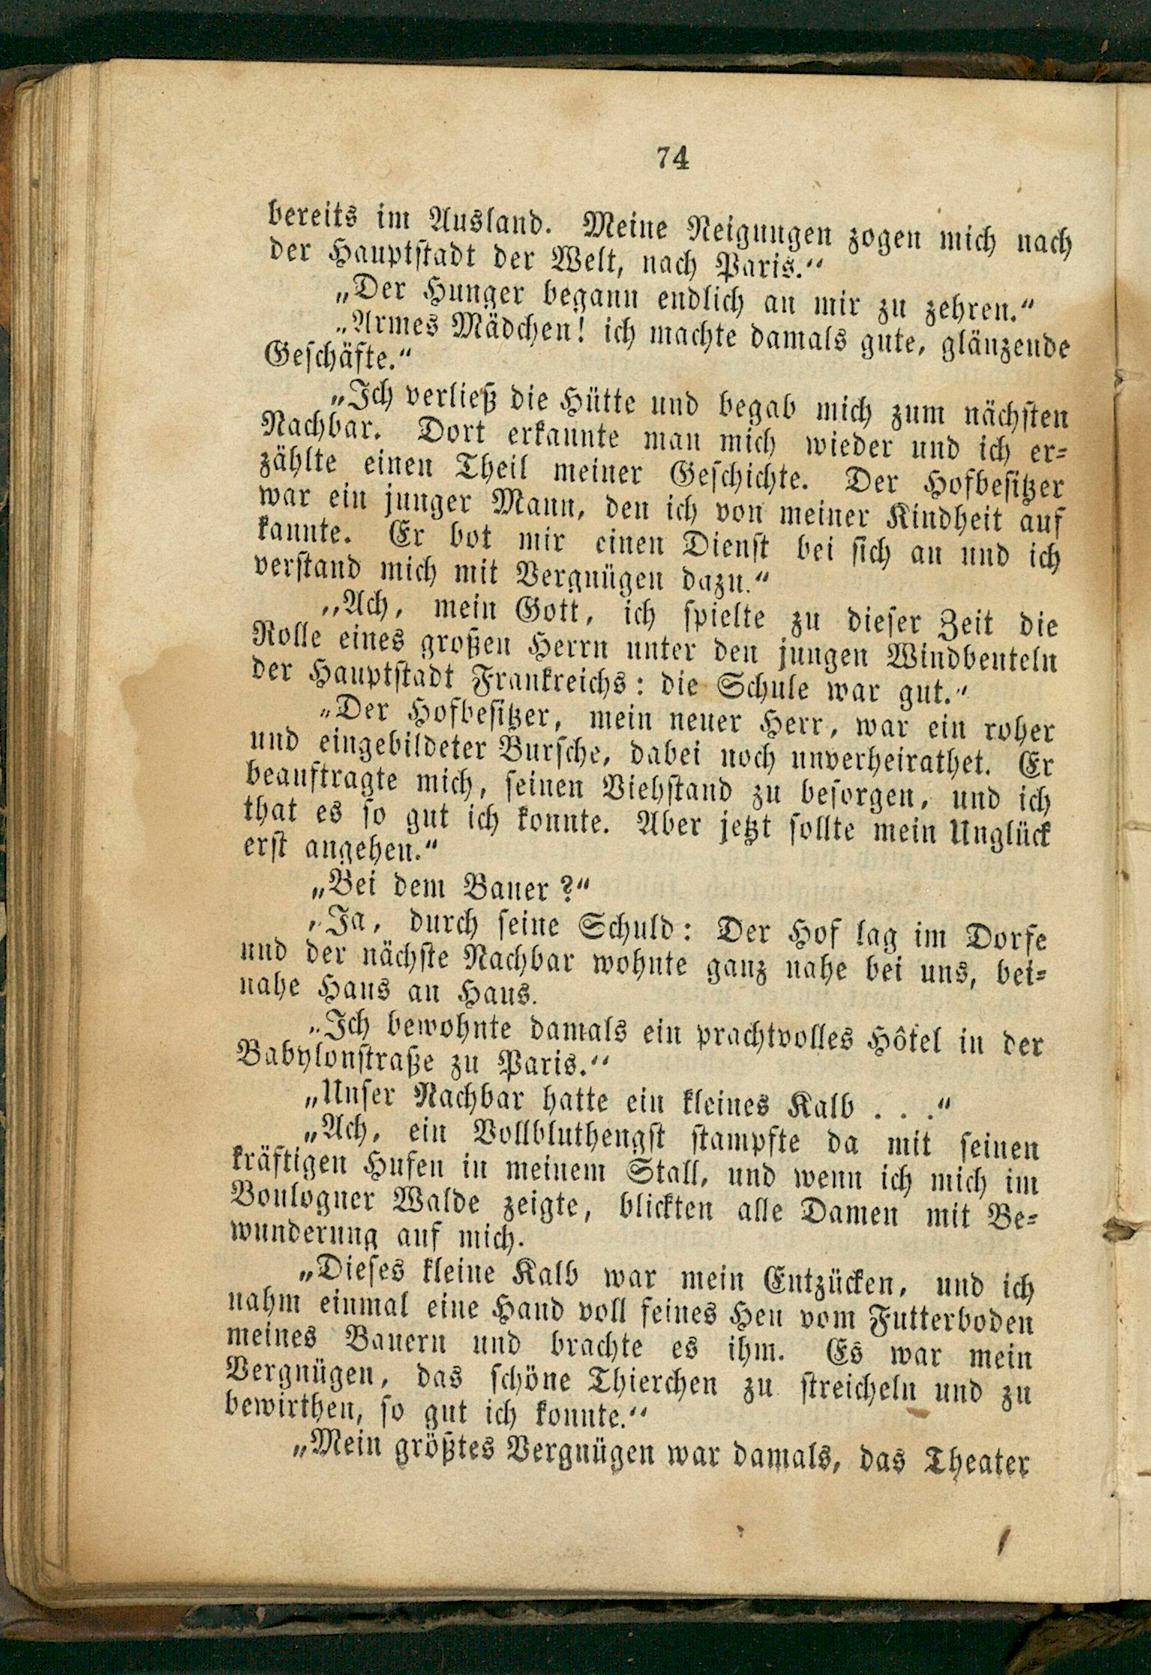 74
bereits im Ausland. Meine Neigungen zogen mich nach
der Hauptstadt der Welt, nach Paris.“
„Der Hunger begann endlich an mir zu zehren.“
„Armes Mädchen! ich machte damals gute, glänzende
Geschäfte.“
„Ich verließ die Hütte und begab mich zum nächsten
Nachbar. Dort erkannte man mich wieder und ich er-
zählte einen Theil meiner Geschichte. Der Hofbesitzer
war ein junger Mann, den ich von meiner Kindheit auf
kannte. Er bot mir einen Dienst bei sich an und ich
verstand mich mit Vergnügen dazu.“
„Ach, mein Gott, ich spielte zu dieser Zeit die
Rolle eines großen Herrn unter den jungen Windbeuteln
der Hauptstadt Frankreichs: die Schule war gut.“
„Der Hofbesitzer, mein neuer Herr, war ein roher
und eingebildeter Bursche, dabei noch unverheirathet. Er
beauftragte mich, seinen Viehstand zu besorgen, und ich
that es so gut ich konnte. Aber jetzt sollte mein Unglück
erst angehen.“
„Bei dem Bauer?“
„Ja, durch seine Schuld: Der Hof lag im Dorfe
und der nächste Nachbar wohnte ganz nahe bei uns, bei-
nahe Haus an Haus.
„Ich bewohnte damals ein prachtvolles Hôtel in der
Babylonstraße zu Paris.“
„Unser Nachbar hatte ein kleines Kalb . . .“
„Ach, ein Vollbluthengst stampfte da mit seinen
kräftigen Hufen in meinem Stall, und wenn ich mich im
Boulogner Walde zeigte, blickten alle Damen mit Be-
wunderung auf mich.
„Dieses kleine Kalb war mein Entzücken, und ich
nahm einmal eine Hand voll feines Heu vom Futterboden
meines Bauern und brachte es ihm. Es war mein
Vergnügen, das schöne Thierchen zu streicheln und zu
bewirthen, so gut ich konnte.“
„Mein größtes Vergnügen war damals, das Theater